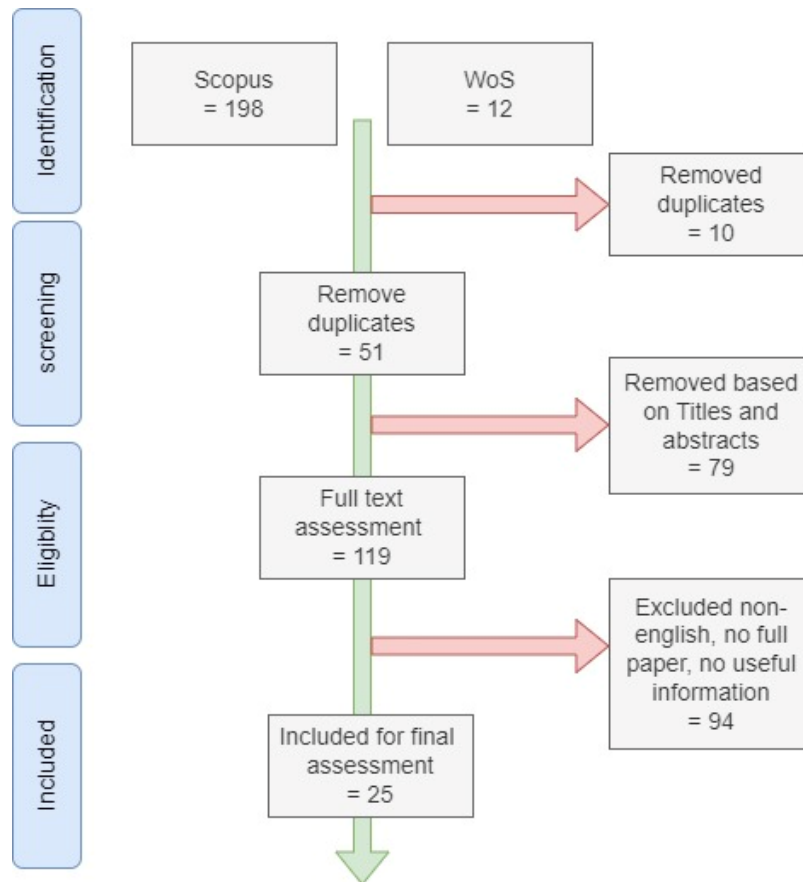 Identification
Scopus
= 198
WoS
= 12
Removed
duplicates
= 10
screening
Remove
duplicates
= 51
Removed based
on Titles and
abstracts
= 79
Eligiblity
Full text
assessment
= 119
Excluded non-
english, no full
paper, no useful
information
= 94
Included
Included for final
assessment
= 25